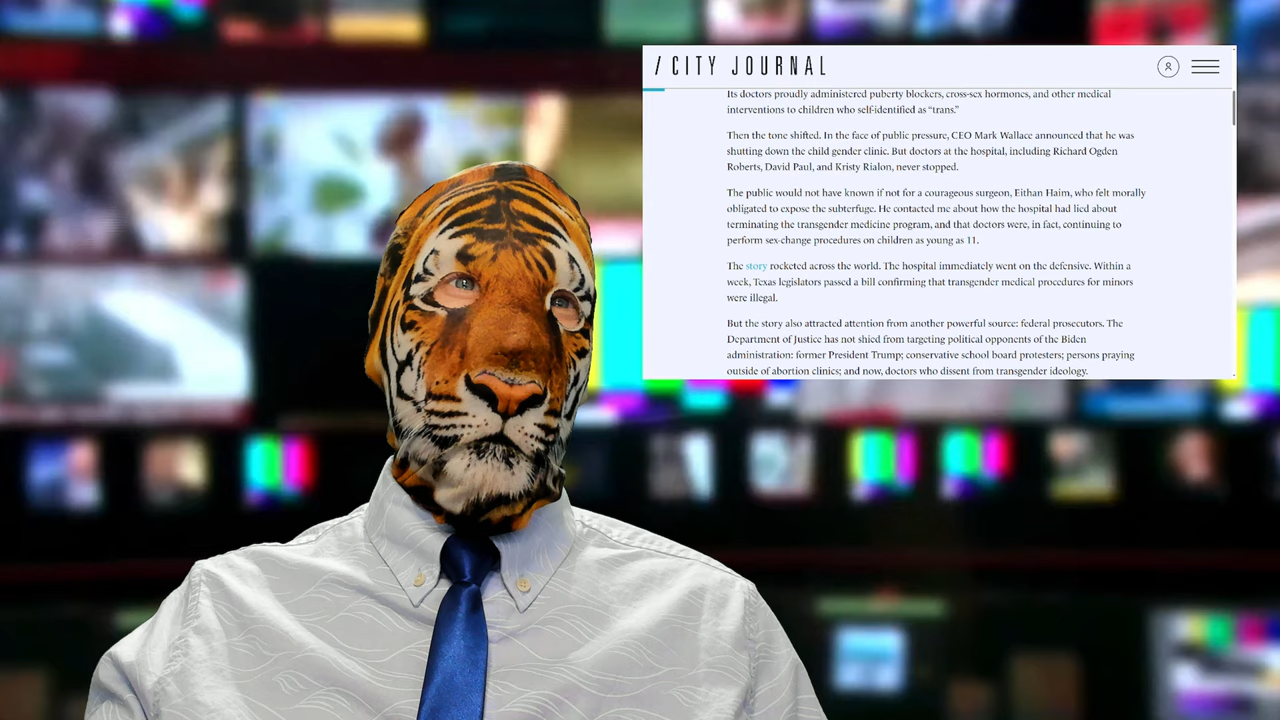 / CITY JOURNAL
Its doctors proudly administered puberty blockers, cross-sex hormones, and other medical
interventions to children who self-identified as “trans.”
Then the tone shifted. In the face of public pressure, CEO Mark Wallace announced that he was
shutting down the child gender clinic. But doctors at the hospital, including Richard Ogden
Roberts, David Paul, and Kristy Rialon, never stopped.
The public would not have known if not for a courageous surgeon, Eithan Haim, who felt morally
obligated to expose the subterfuge. He contacted me about how the hospital had lied about
terminating the transgender medicine program, and that doctors were, in fact, continuing to
perform sex-change procedures on children as young as 11.
The story rocketed across the world. The hospital immediately went on the defensive. Within a
week, Texas legislators passed a bill confirming that transgender medical procedures for minors
were illegal.
But the story also attracted attention from another powerful source: federal prosecutors. The
Department of Justice has not shied from targeting political opponents of the Biden
administration: former President Trump; conservative school board protesters; persons praying
outside of abortion clinics; and now, doctors who dissent from transgender ideology.